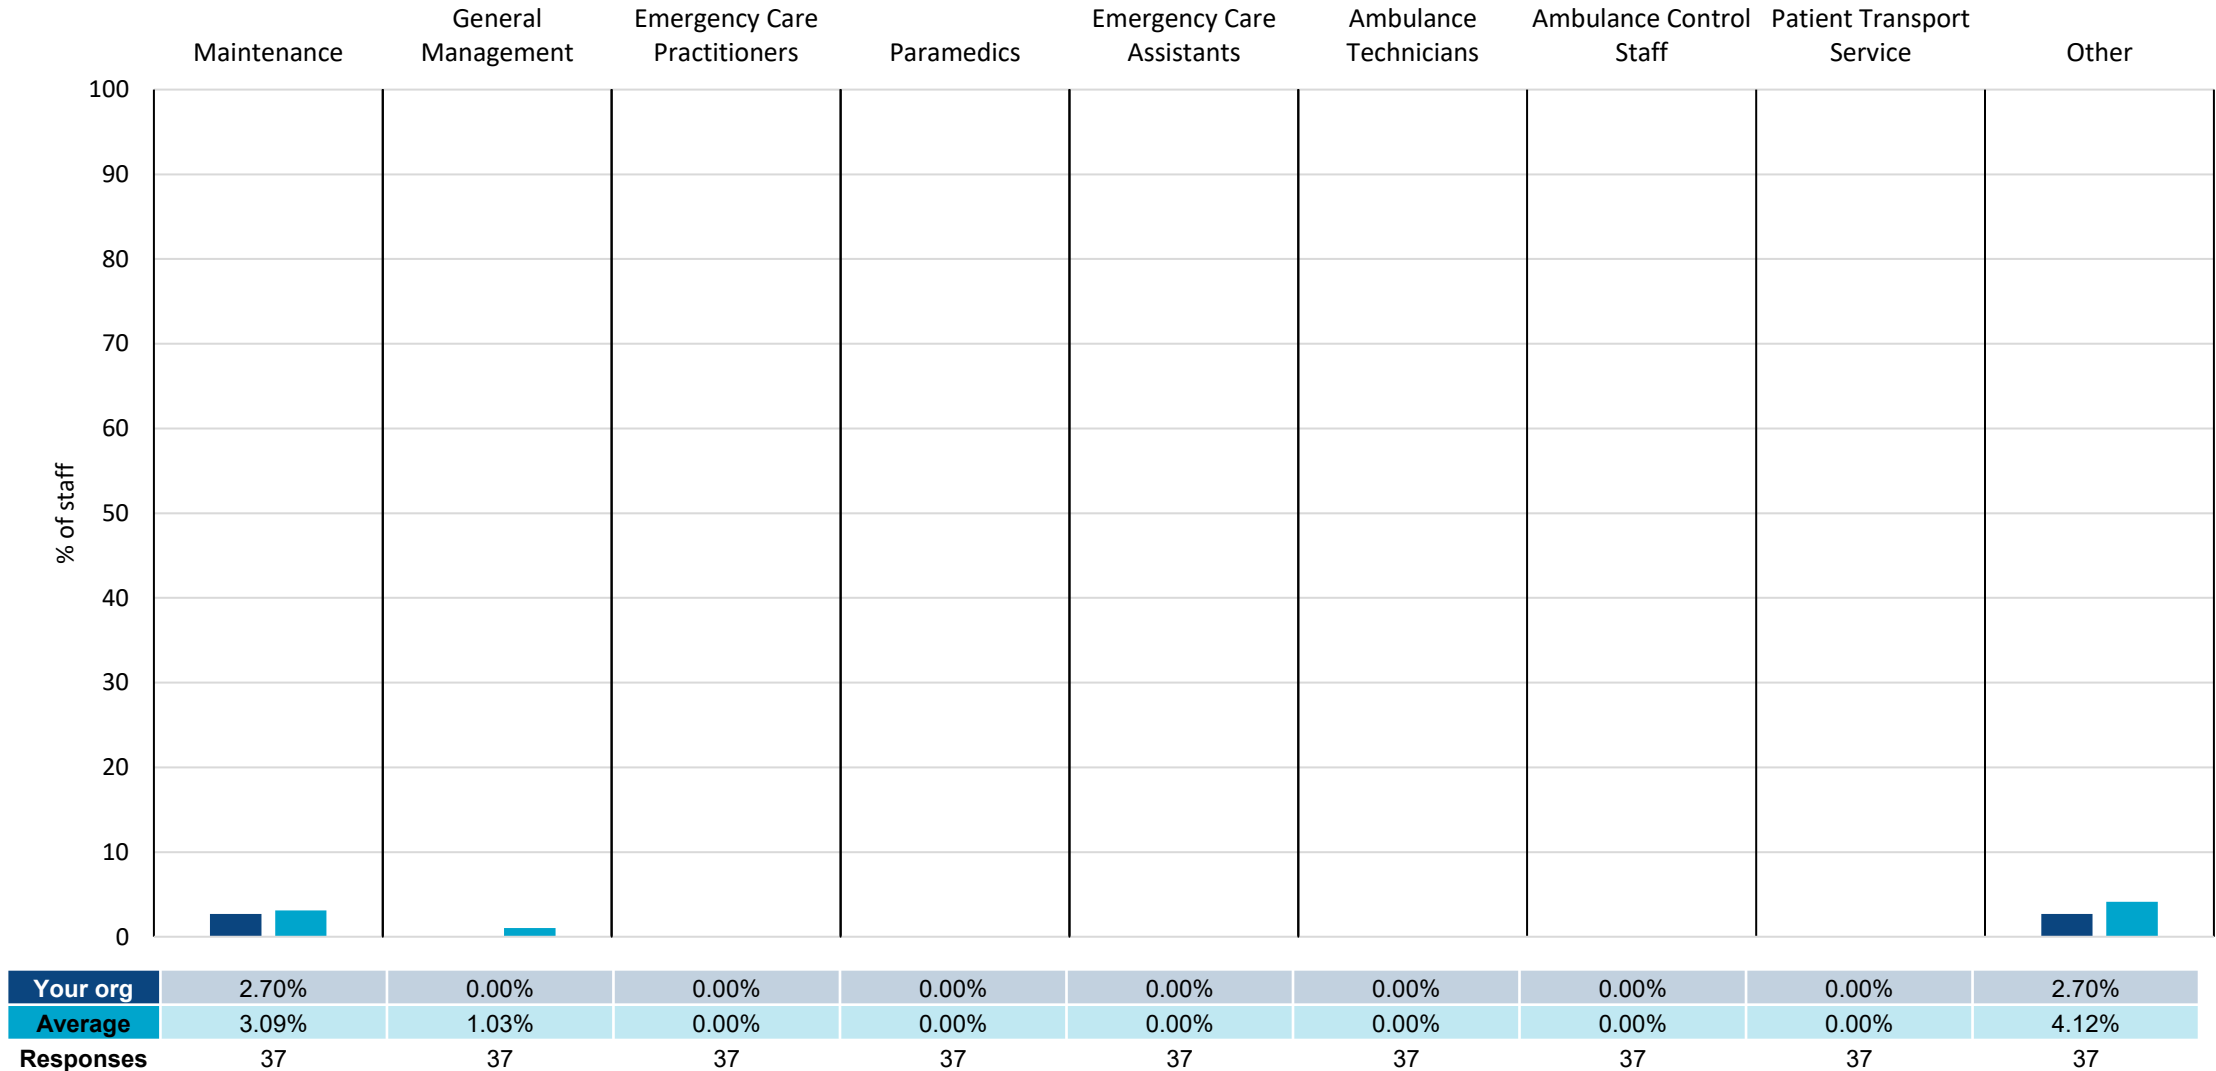 Maintenance
General
Management
Emergency Care
Practitioners
Paramedics
Emergency Care
Assistants
Ambulance
Technicians
Ambulance Control
Staff
Patient Transport
Service
Other
% of staff
100
90
80
70
60
50
40
30
20
10
0
Your org 2.70% 0.00% 0.00% 0.00% 0.00% 0.00% 0.00% 0.00% 2.70%
Average 3.09% 1.03% 0.00% 0.00% 0.00% 0.00% 0.00% 0.00% 4.12%
Responses 37 37 37 37 37 37 37 37 37